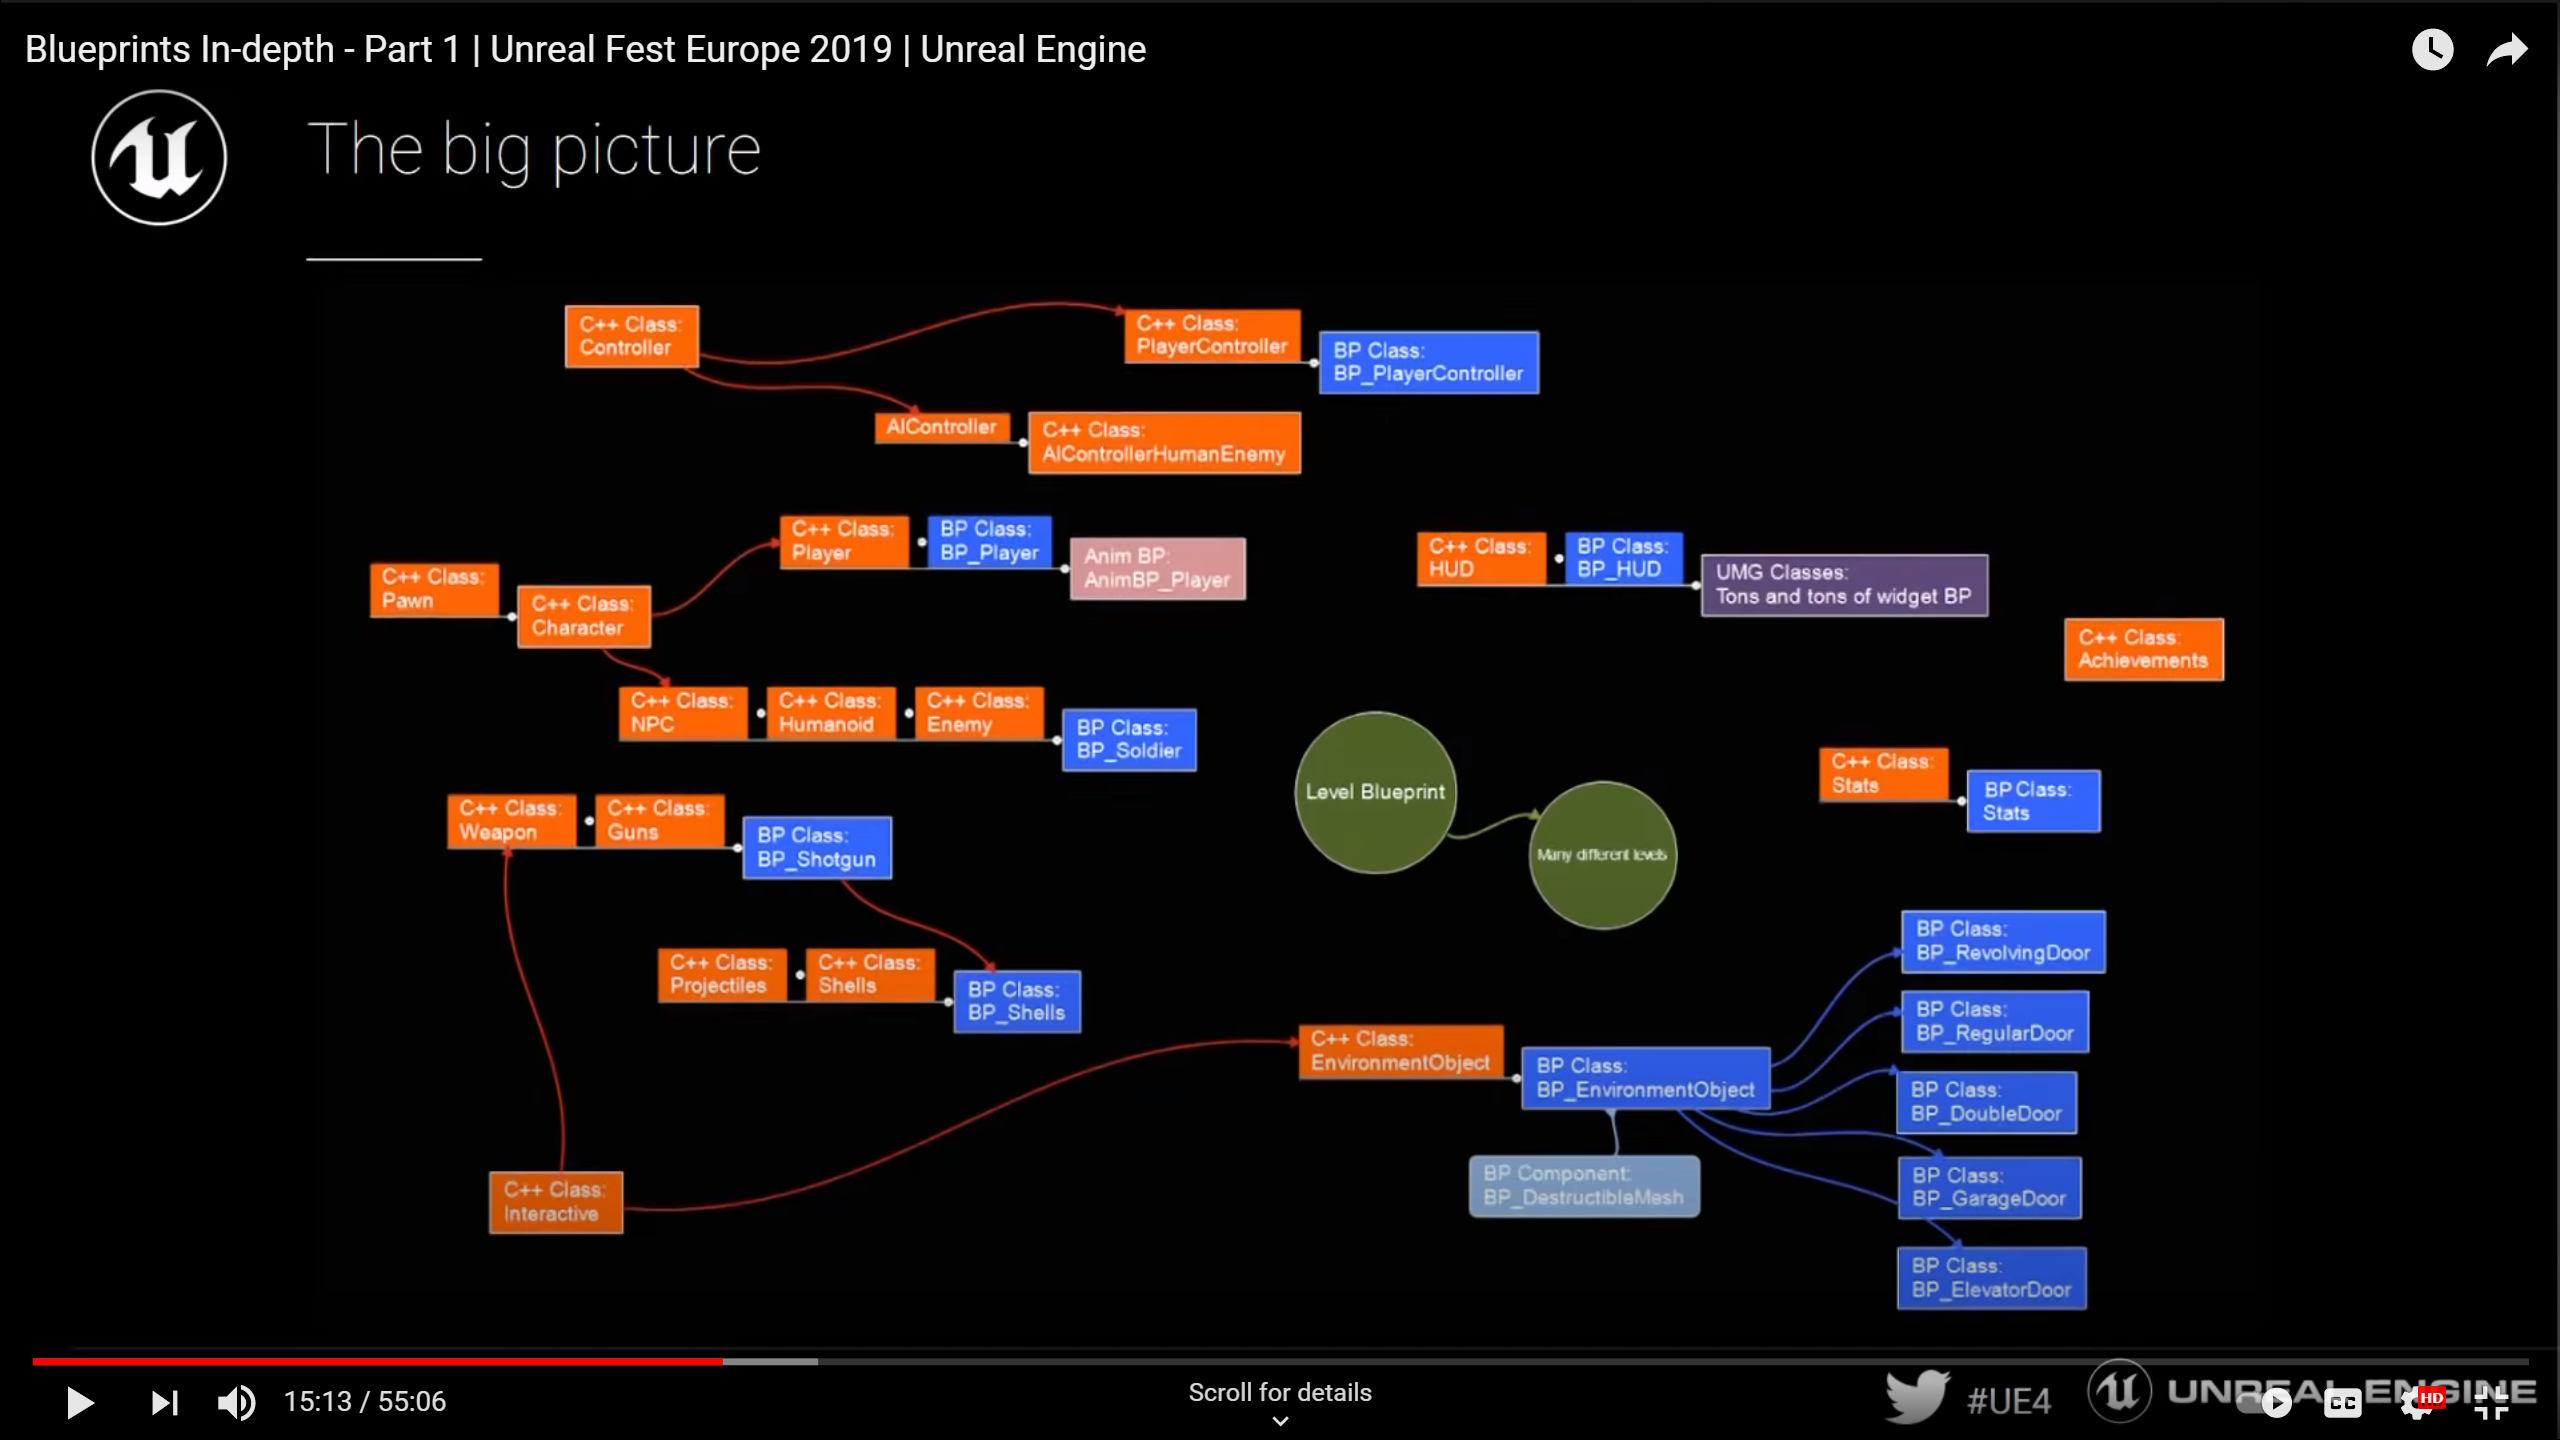 Blueprints In-depth - Part 1 | Unreal Fest Europe 2019 | Unreal Engine
The big picture
C++ Class:
Controller
C++ Class:
PlayerController
BP Class:
BP_PlayerController
AIController
C++ Class:
AIControllerHumanEnemy
C++ Class:
Pawn
C++ Class:
Character
C++ Class:
Player
BP Class:
BP_Player
Anim BP:
AnimBP_Player
C++ Class:
HUD
BP Class:
BP_HUD
UMG Classes:
Tons and tons of widget BP
C++ Class:
Achievements
C++ Class:
NPC
C++ Class:
Humanoid
C++ Class:
Enemy
BP Class:
BP_Soldier
Level Blueprint
Many different levels
C++ Class:
Stats
BP Class:
Stats
C++ Class:
Weapon
C++ Class:
Guns
BP Class:
BP_Shotgun
C++ Class:
Projectiles
C++ Class:
Shells
BP Class:
BP_Shells
C++ Class:
Interactive
C++ Class:
EnvironmentObject
BP Class:
BP_EnvironmentObject
BP Component:
BP_DestructibleMesh
BP Class:
BP_RevolvingDoor
BP Class:
BP_RegularDoor
BP Class:
BP_DoubleDoor
BP Class:
BP_GarageDoor
BP Class:
BP_ElevatorDoor
15:13 / 55:06
Scroll for details
#UE4
UNREAL ENGINE
CC
HD